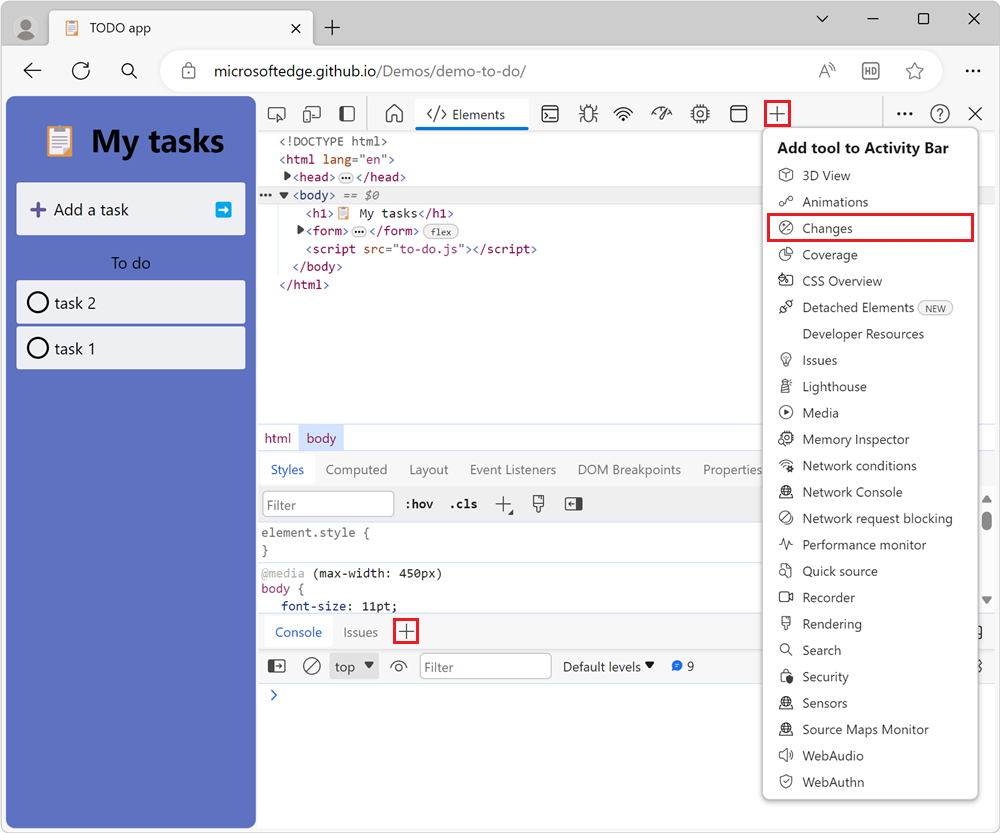 TODO app
microsoftedge.github.io/Demos/demo-to-do/
A))
HD
My tasks
Add a task
To do
task 2
task 1
Elements
<!DOCTYPE html>
<html lang="en">
<head> ··· </head>
··· <body> == $0
<h1>📋 My tasks</h1>
<form> ··· </form> flex
<script src="to-do.js"></script>
</body>
</html>
html body
Styles Computed Layout Event Listeners DOM Breakpoints Properties
Filter :hov .cls
element.style {
}
@media (max-width: 450px)
body {
font-size: 11pt;
Console Issues
top Filter Default levels 9
Add tool to Activity Bar
3D View
Animations
Changes
Coverage
CSS Overview
Detached Elements NEW
Developer Resources
Issues
Lighthouse
Media
Memory Inspector
Network conditions
Network Console
Network request blocking
Performance monitor
Quick source
Recorder
Rendering
Search
Security
Sensors
Source Maps Monitor
WebAudio
WebAuthn